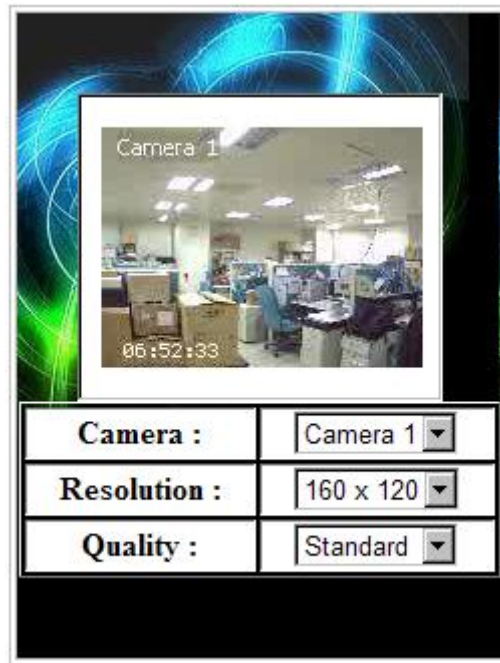 Camera 1
06:52:33
Camera : Camera 1
Resolution : 160 x 120
Quality : Standard